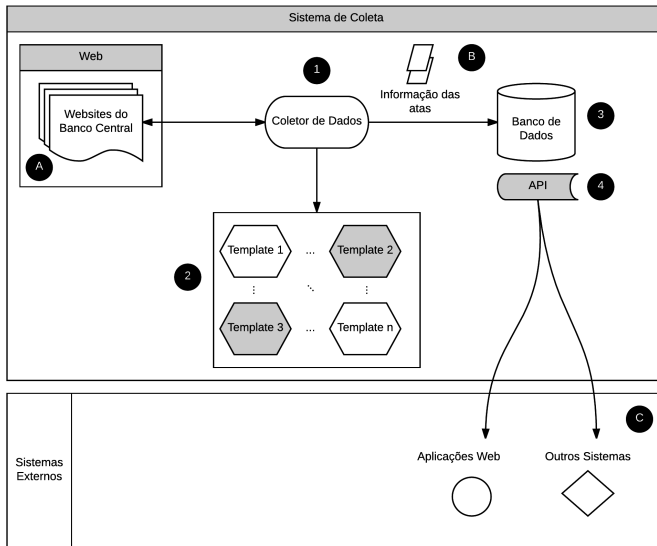 Sistema de Coleta
Web
Websites do
Banco Central
A
1
Coletor de Dados
B
Informação das
atas
Banco de
Dados
3
API
4
2
Template 1
...
Template 2
...
...
...
Template 3
...
Template n
Sistemas
Externos
C
Aplicações Web
Outros Sistemas